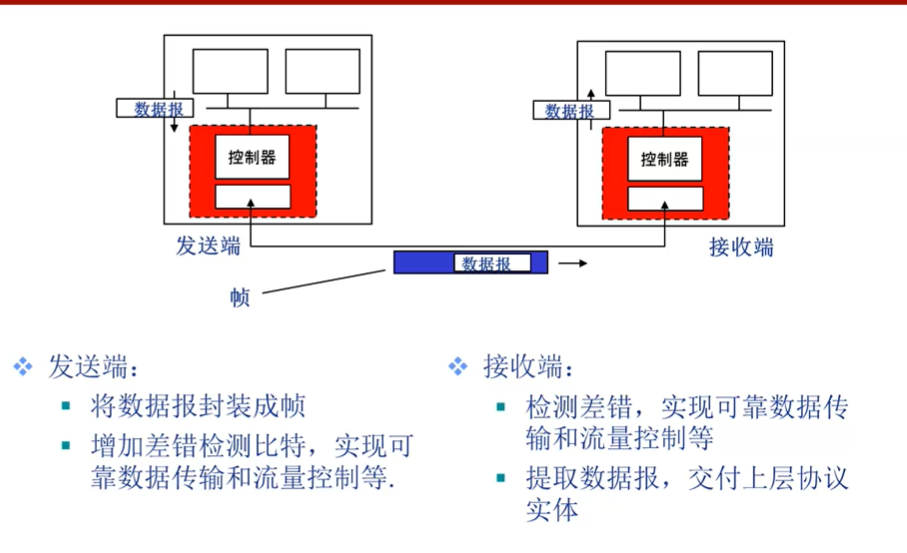 数据报
控制器
发送端
数据报
控制器
接收端
数据报
帧
发送端：
将数据报封装成帧
增加差错检测比特，实现可
靠数据传输和流量控制等.
接收端：
检测差错，实现可靠数据传
输和流量控制等
提取数据报，交付上层协议
实体